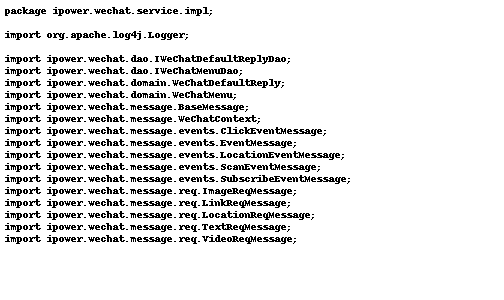 package ipower.wechat.service.impl;
import org.apache.log4j.Logger;
import ipower.wechat.dao.IWeChatDefaultReplyDao;
import ipower.wechat.dao.IWeChatMenuDao;
import ipower.wechat.domain.WeChatDefaultReply;
import ipower.wechat.domain.WeChatMenu;
import ipower.wechat.message.BaseMessage;
import ipower.wechat.message.WeChatContext;
import ipower.wechat.message.events.ClickEventMessage;
import ipower.wechat.message.events.EventMessage;
import ipower.wechat.message.events.LocationEventMessage;
import ipower.wechat.message.events.ScanEventMessage;
import ipower.wechat.message.events.SubscribeEventMessage;
import ipower.wechat.message.req.ImageReqMessage;
import ipower.wechat.message.req.LinkReqMessage;
import ipower.wechat.message.req.LocationReqMessage;
import ipower.wechat.message.req.TextReqMessage;
import ipower.wechat.message.req.VideoReqMessage;